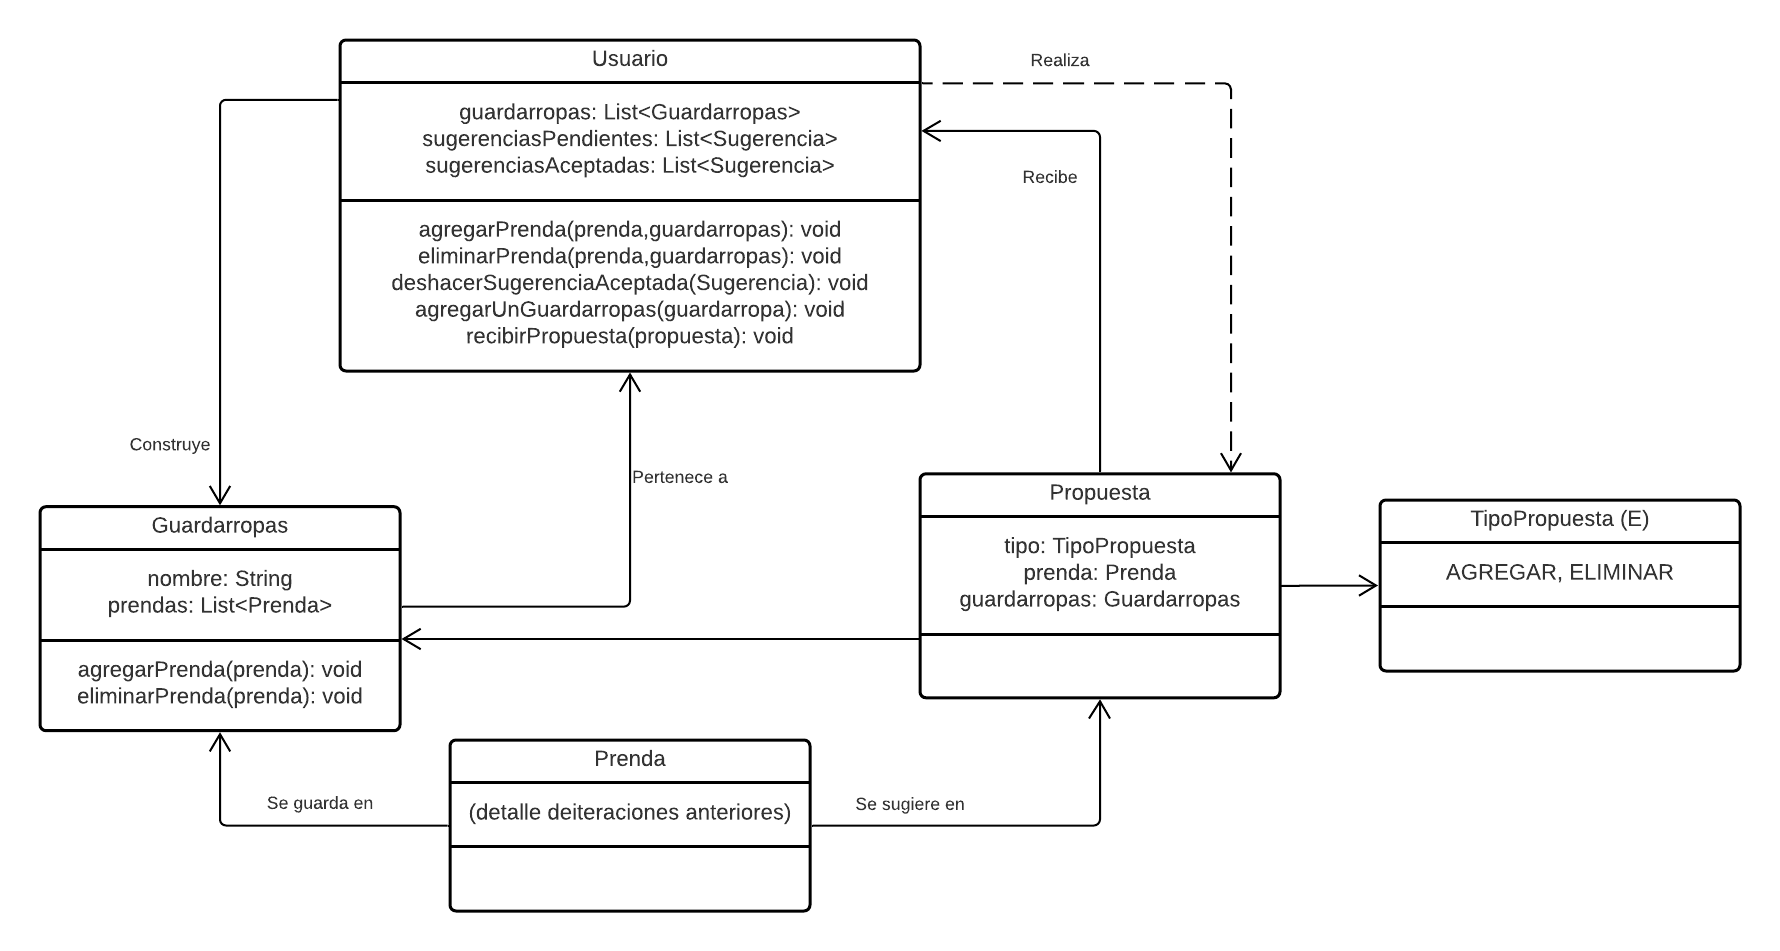 Usuario
guardarropas: List<Guardarropas>
sugerenciasPendientes: List<Sugerencia>
sugerenciasAceptadas: List<Sugerencia>
agregarPrenda(prenda,guardarropas): void
eliminarPrenda(prenda,guardarropas): void
deshacerSugerenciaAceptada(Sugerencia): void
agregarUnGuardarropas(guardarropa): void
recibirPropuesta(propuesta): void
Realiza
Recibe
Construye
Pertenece a
Guardarropas
nombre: String
prendas: List<Prenda>
agregarPrenda(prenda): void
eliminarPrenda(prenda): void
Propuesta
tipo: TipoPropuesta
prenda: Prenda
guardarropas: Guardarropas
TipoPropuesta (E)
AGREGAR, ELIMINAR
Prenda
(detalle deiteraciones anteriores)
Se guarda en
Se sugiere en